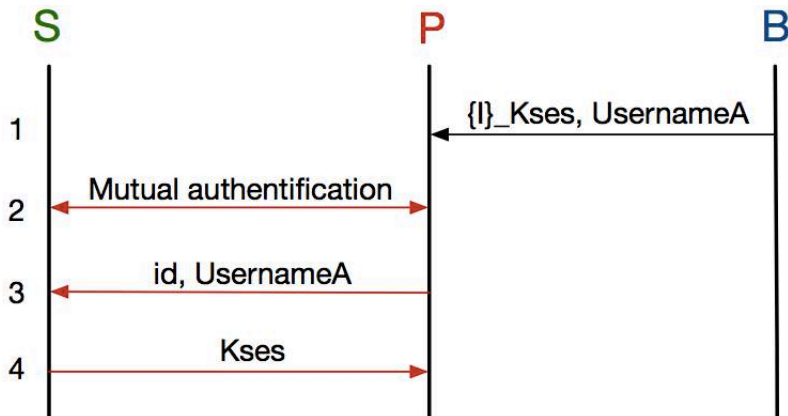 S P B
1 {I}_Kses, UsernameA
2 Mutual authentification
3 id, UsernameA
4 Kses